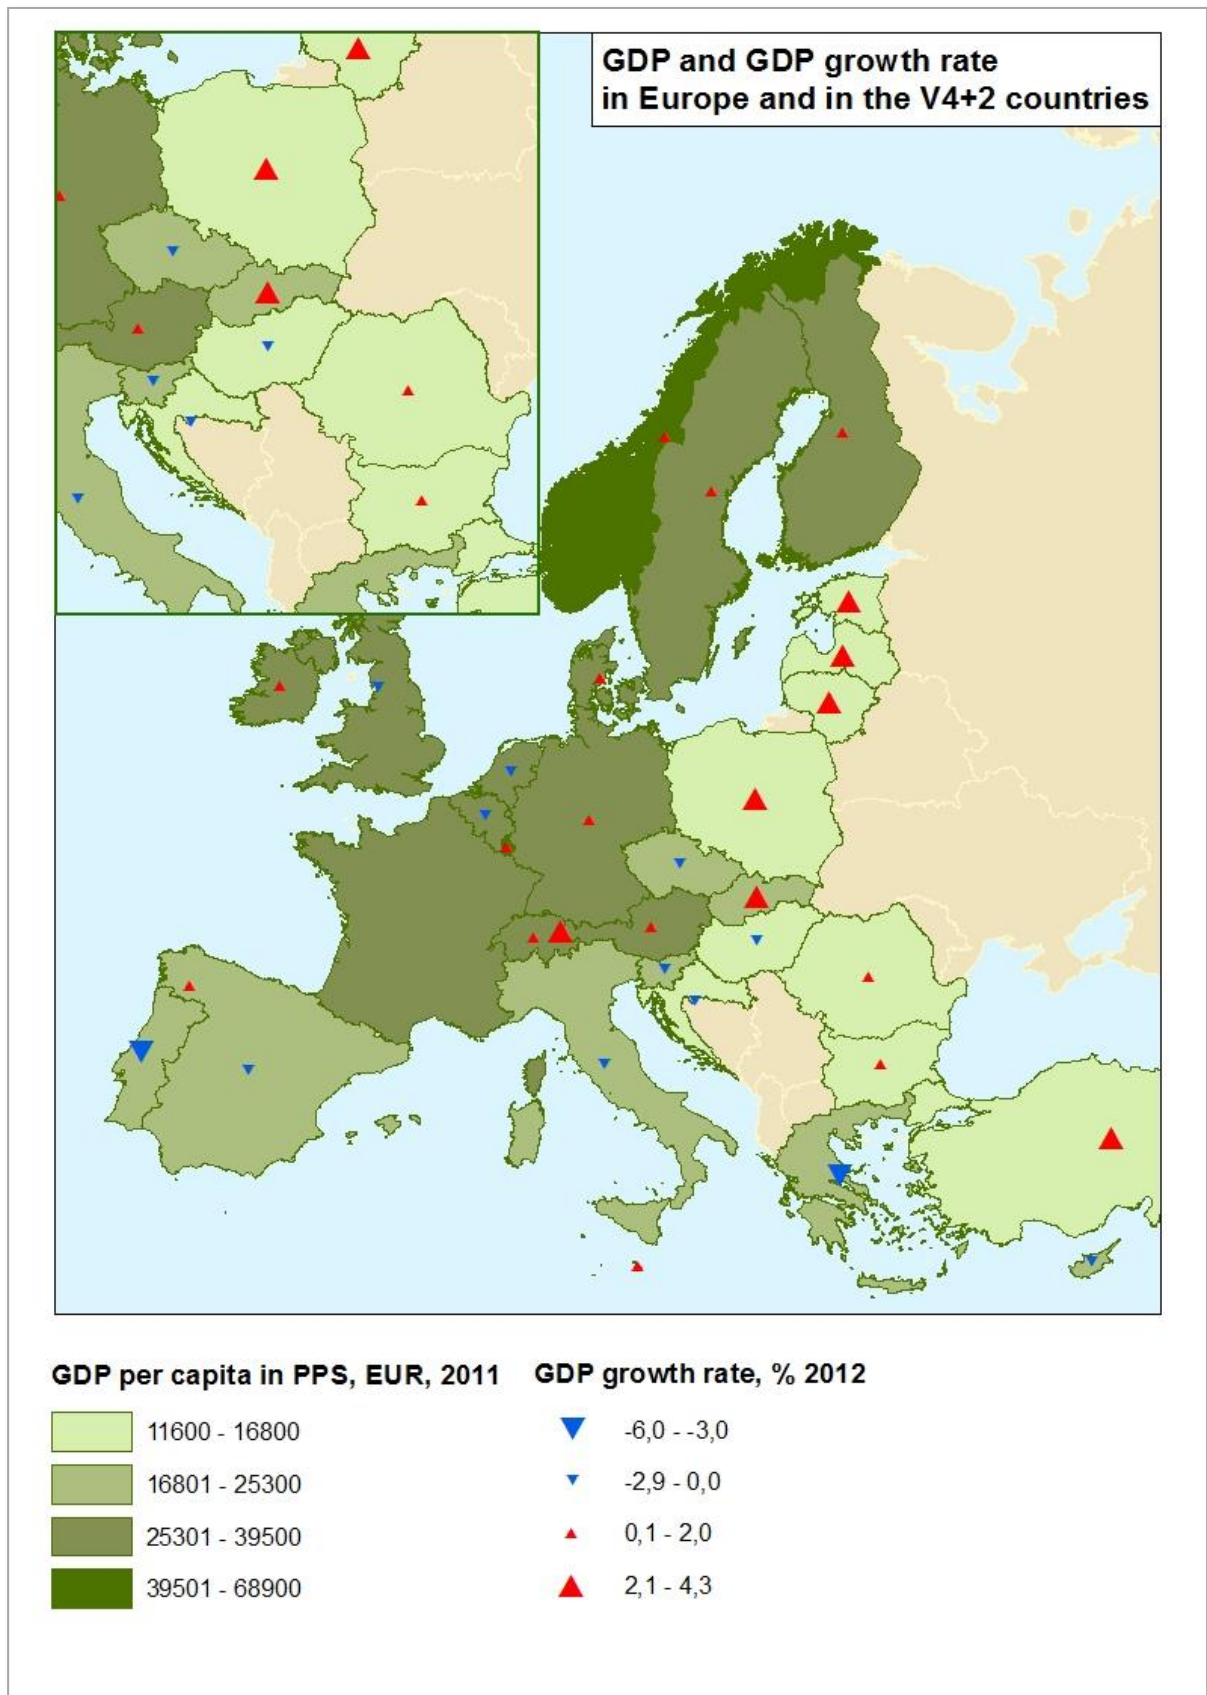 GDP and GDP growth rate
in Europe and in the V4+2 countries
GDP per capita in PPS, EUR, 2011
11600 - 16800
16801 - 25300
25301 - 39500
39501 - 68900
GDP growth rate, % 2012
-6,0 - -3,0
-2,9 - 0,0
0,1 - 2,0
2,1 - 4,3